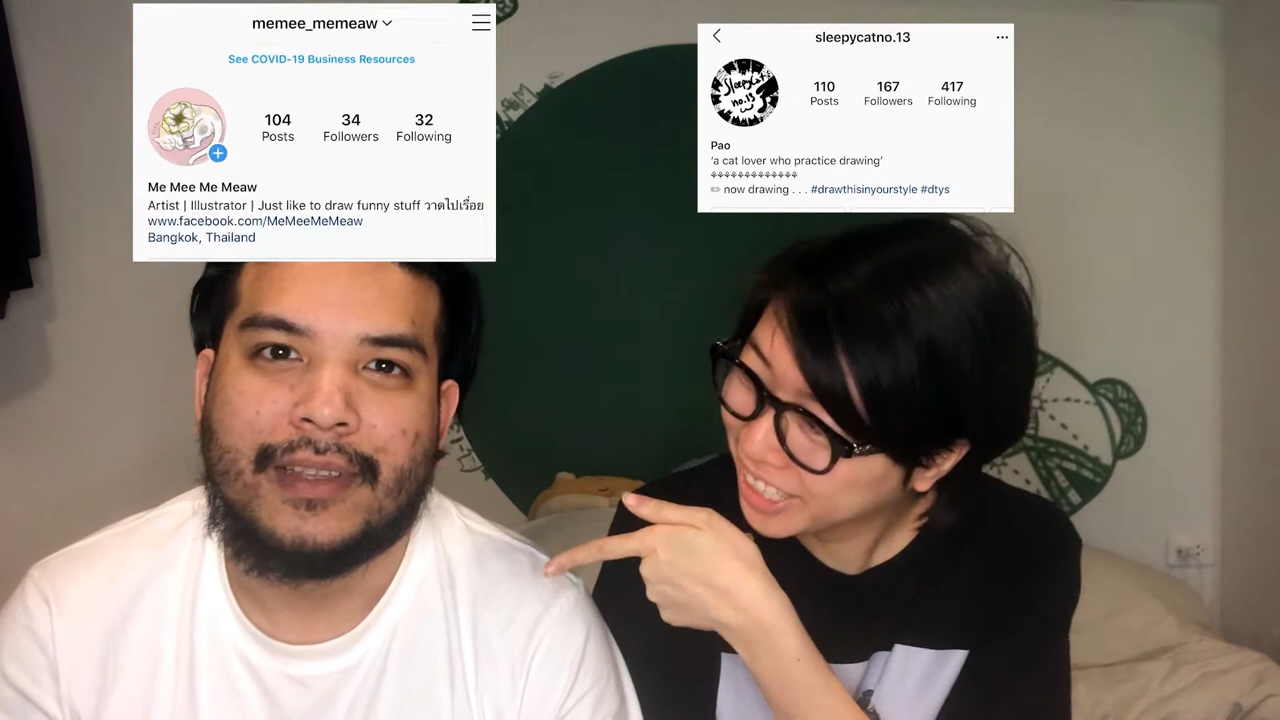 memee_memeaw
See COVID-19 Business Resources
104 34 32
Posts Followers Following
Me Mee Me Meaw
Artist | Illustrator | Just like to draw funny stuff วาดไปเรื่อย
www.facebook.com/MeMeeMeMeaw
Bangkok, Thailand
sleepycatno.13
SleepyCat
no.13
110 167 417
Posts Followers Following
Pao
‘a cat lover who practice drawing’
now drawing . . . #drawthisinyourstyle #dtys